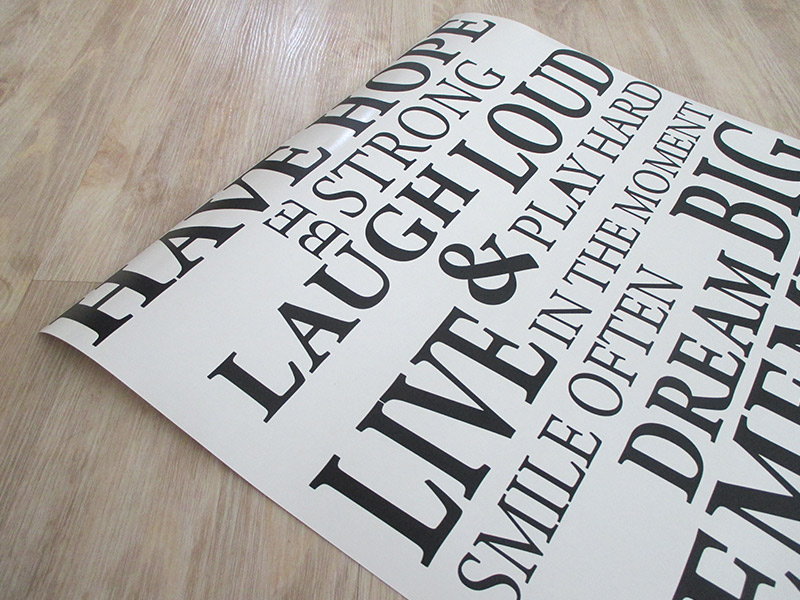 HAVE HOPE
BE STRONG
LAUGH LOUD
& PLAY HARD
LIVE IN THE MOMENT
SMILE OFTEN
DREAM BIG